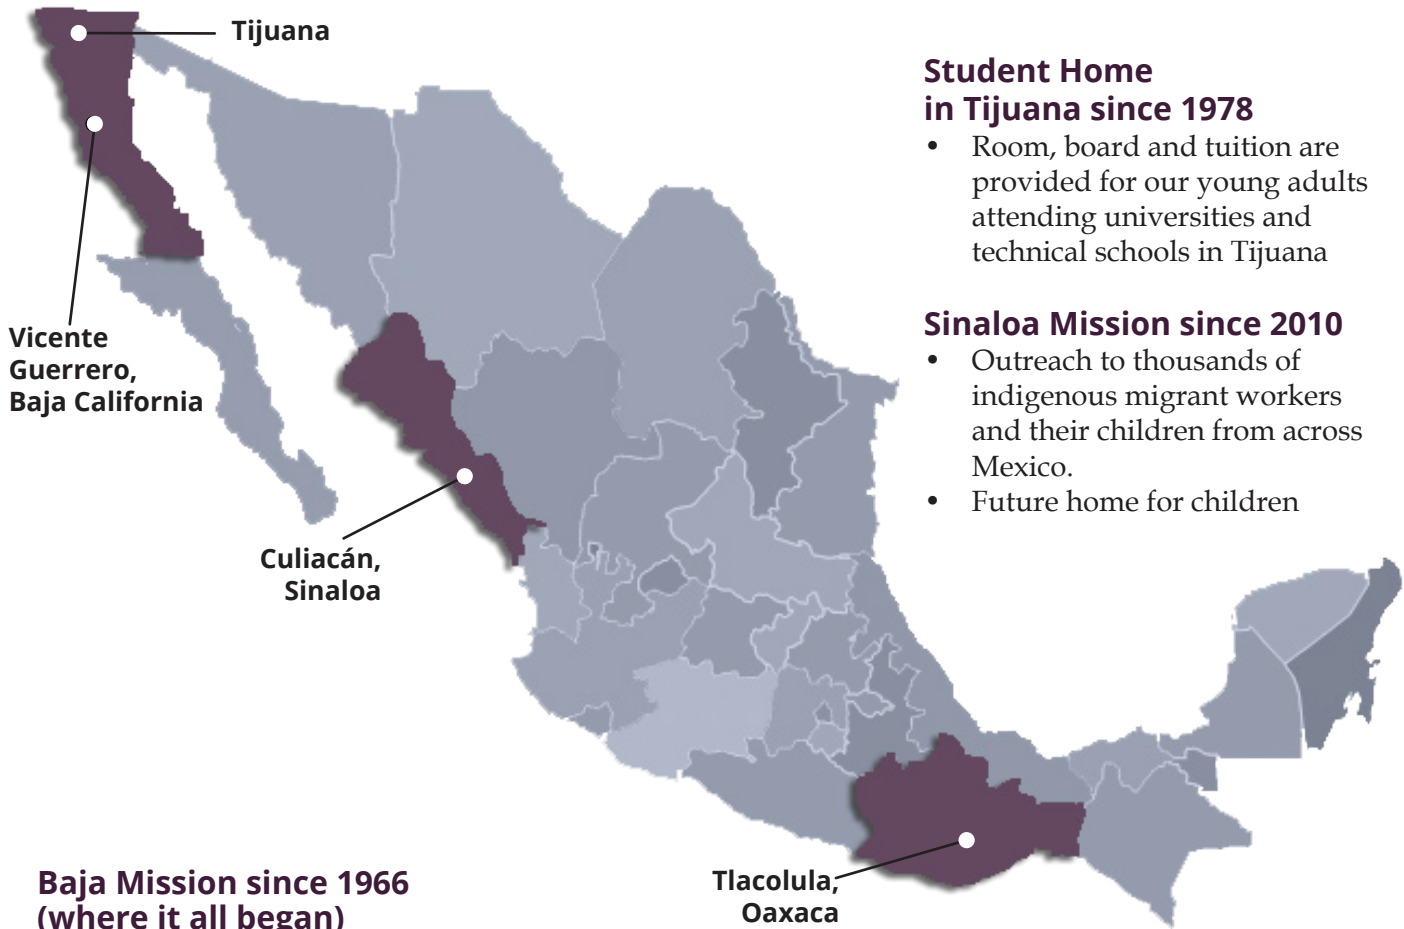 Tijuana
Student Home
in Tijuana since 1978
• Room, board and tuition are
provided for our young adults
attending universities and
technical schools in Tijuana
Vicente
Guerrero,
Baja California
Sinaloa Mission since 2010
• Outreach to thousands of
indigenous migrant workers
and their children from across
Mexico.
• Future home for children
Culiacán,
Sinaloa
Baja Mission since 1966
(where it all began)
Tlacolula,
Oaxaca